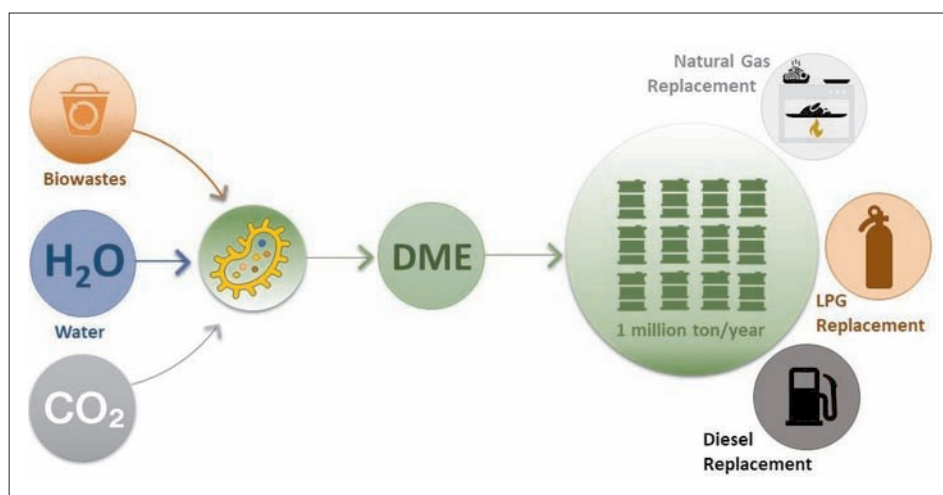 Biowastes
H₂O
Water
CO₂
DME
1 million ton/year
Natural Gas
Replacement
LPG
Replacement
Diesel
Replacement